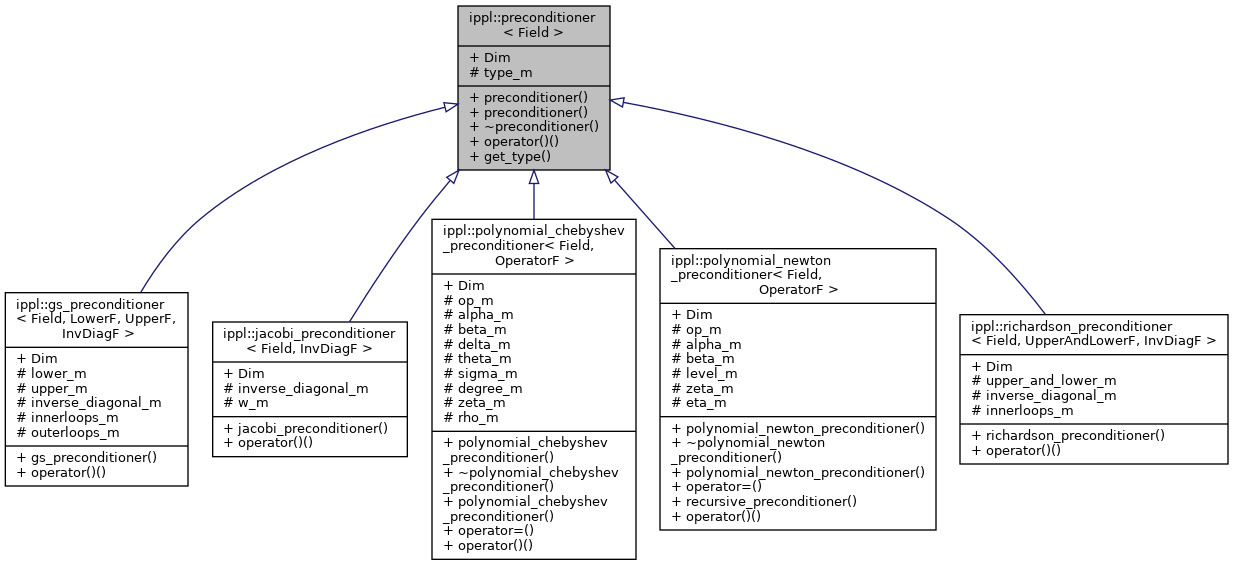 ippl::preconditioner
< Field >
+ Dim
# type_m
+ preconditioner()
+ preconditioner()
+ ~preconditioner()
+ operator()()
+ get_type()
ippl::gs_preconditioner
< Field, LowerF, UpperF,
InvDiagF >
+ Dim
# lower_m
# upper_m
# inverse_diagonal_m
# innerloops_m
# outerloops_m
+ gs_preconditioner()
+ operator()()
ippl::jacobi_preconditioner
< Field, InvDiagF >
+ Dim
# inverse_diagonal_m
# w_m
+ jacobi_preconditioner()
+ operator()()
ippl::polynomial_chebyshev
_preconditioner< Field,
OperatorF >
+ Dim
# op_m
# alpha_m
# beta_m
# delta_m
# theta_m
# sigma_m
# degree_m
# zeta_m
# rho_m
+ polynomial_chebyshev
_preconditioner()
+ ~polynomial_chebyshev
_preconditioner()
+ polynomial_chebyshev
_preconditioner()
+ operator=()
+ operator()()
ippl::polynomial_newton
_preconditioner< Field,
OperatorF >
+ Dim
# op_m
# alpha_m
# beta_m
# level_m
# zeta_m
# eta_m
+ polynomial_newton_preconditioner()
+ ~polynomial_newton
_preconditioner()
+ polynomial_newton_preconditioner()
+ operator=()
+ recursive_preconditioner()
+ operator()()
ippl::richardson_preconditioner
< Field, UpperAndLowerF, InvDiagF >
+ Dim
# upper_and_lower_m
# inverse_diagonal_m
# innerloops_m
+ richardson_preconditioner()
+ operator()()